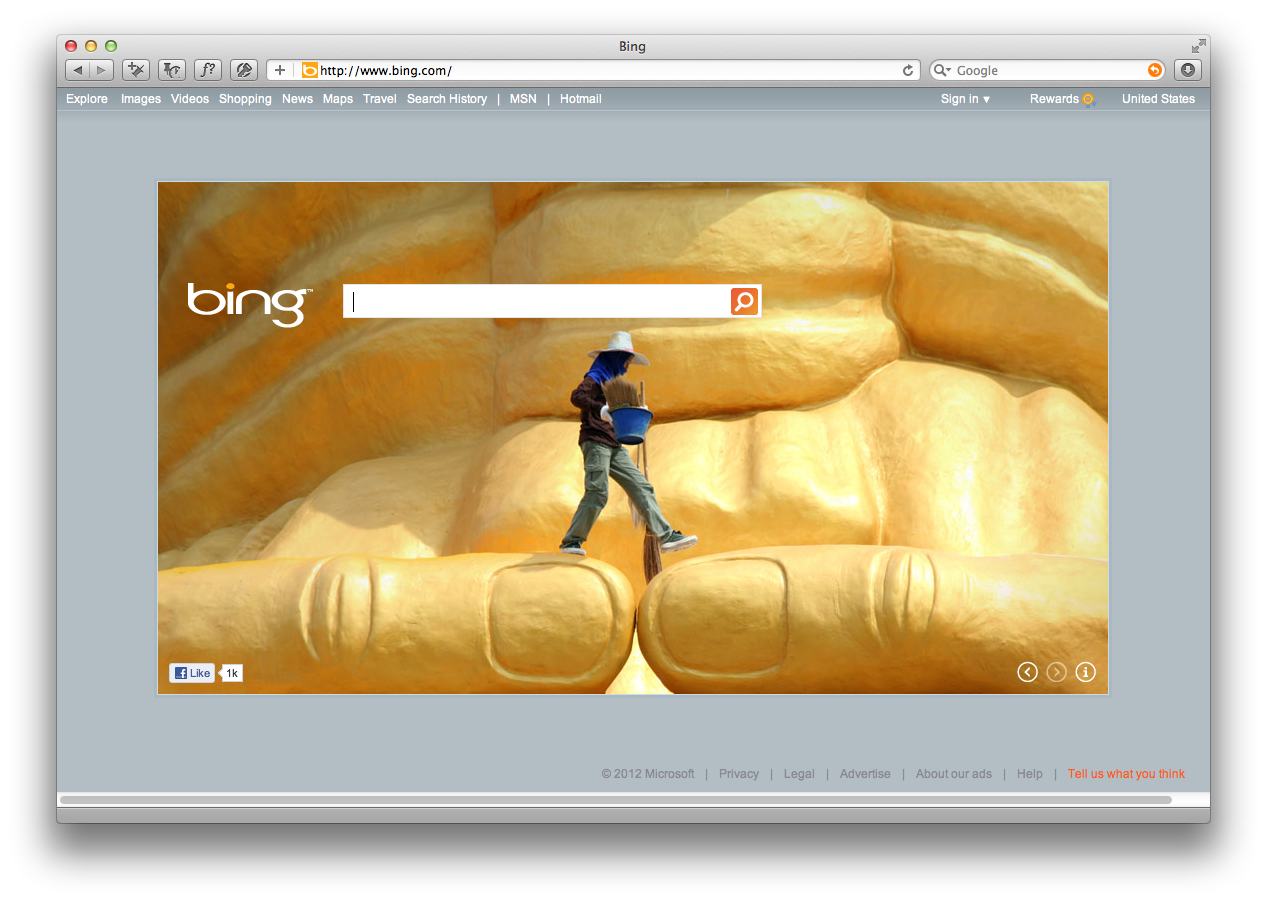 Bing
f?
http://www.bing.com/
Google
Explore Images Videos Shopping News Maps Travel Search History | MSN | Hotmail
Sign in ▾ Rewards United States
bing™
Like 1k
© 2012 Microsoft | Privacy | Legal | Advertise | About our ads | Help | Tell us what you think